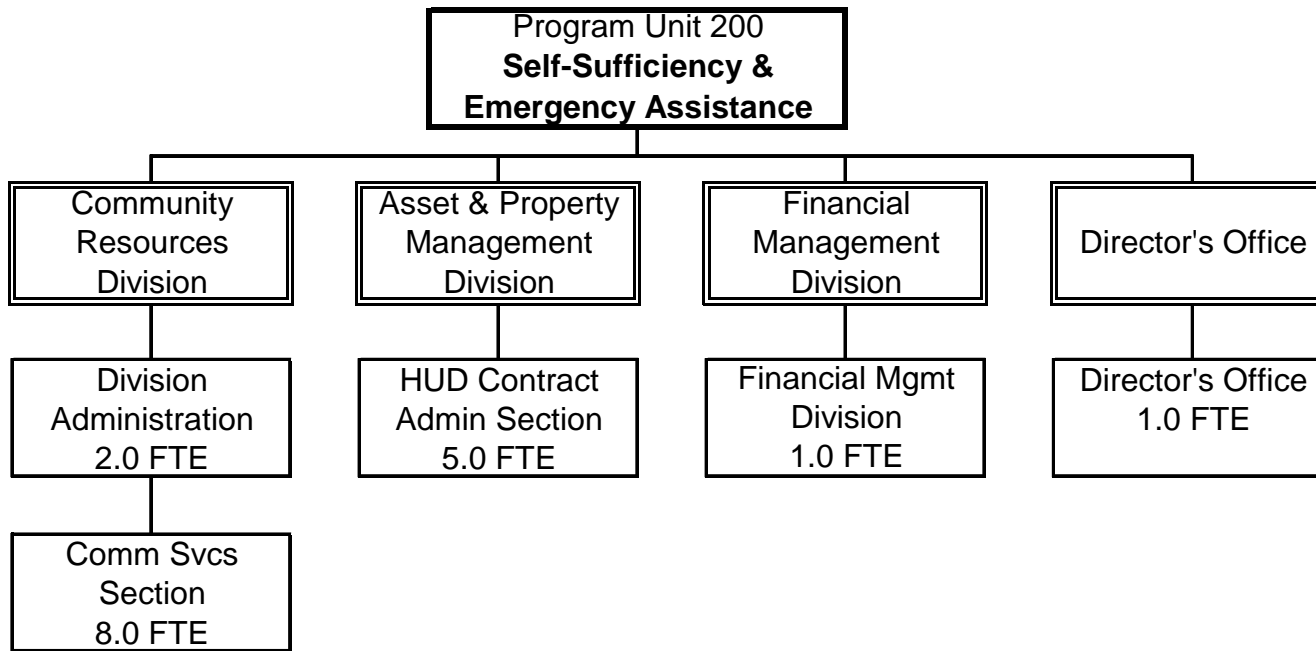 Program Unit 200
Self-Sufficiency &
Emergency Assistance
Community
Resources
Division
Asset & Property
Management
Division
Financial
Management
Division
Director's Office
Division
Administration
2.0 FTE
HUD Contract
Admin Section
5.0 FTE
Financial Mgmt
Division
1.0 FTE
Director's Office
1.0 FTE
Comm Svcs
Section
8.0 FTE